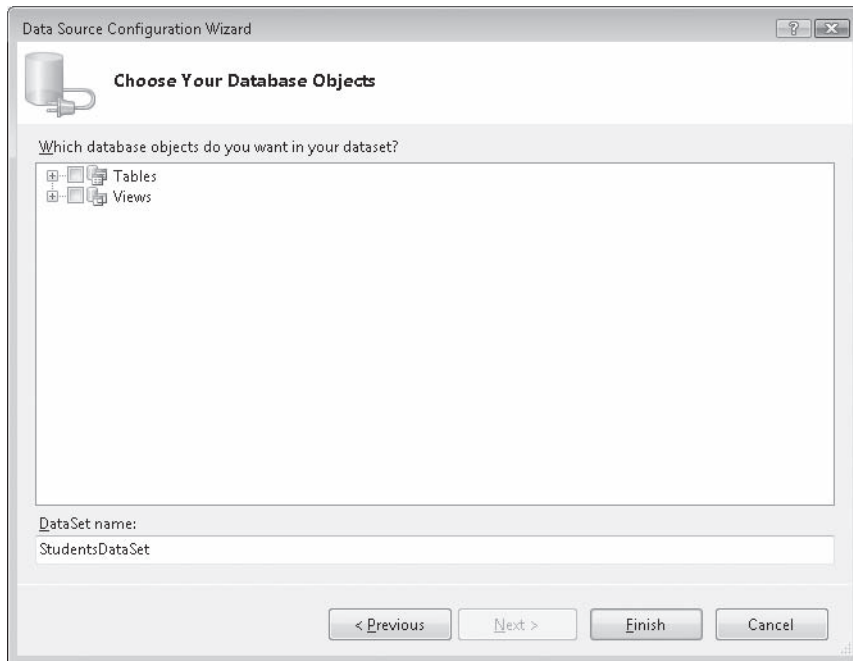 Data Source Configuration Wizard
?
Choose Your Database Objects
Which database objects do you want in your dataset?
Tables
Views
DataSet name:
StudentsDataSet
< Previous
Next >
Finish
Cancel